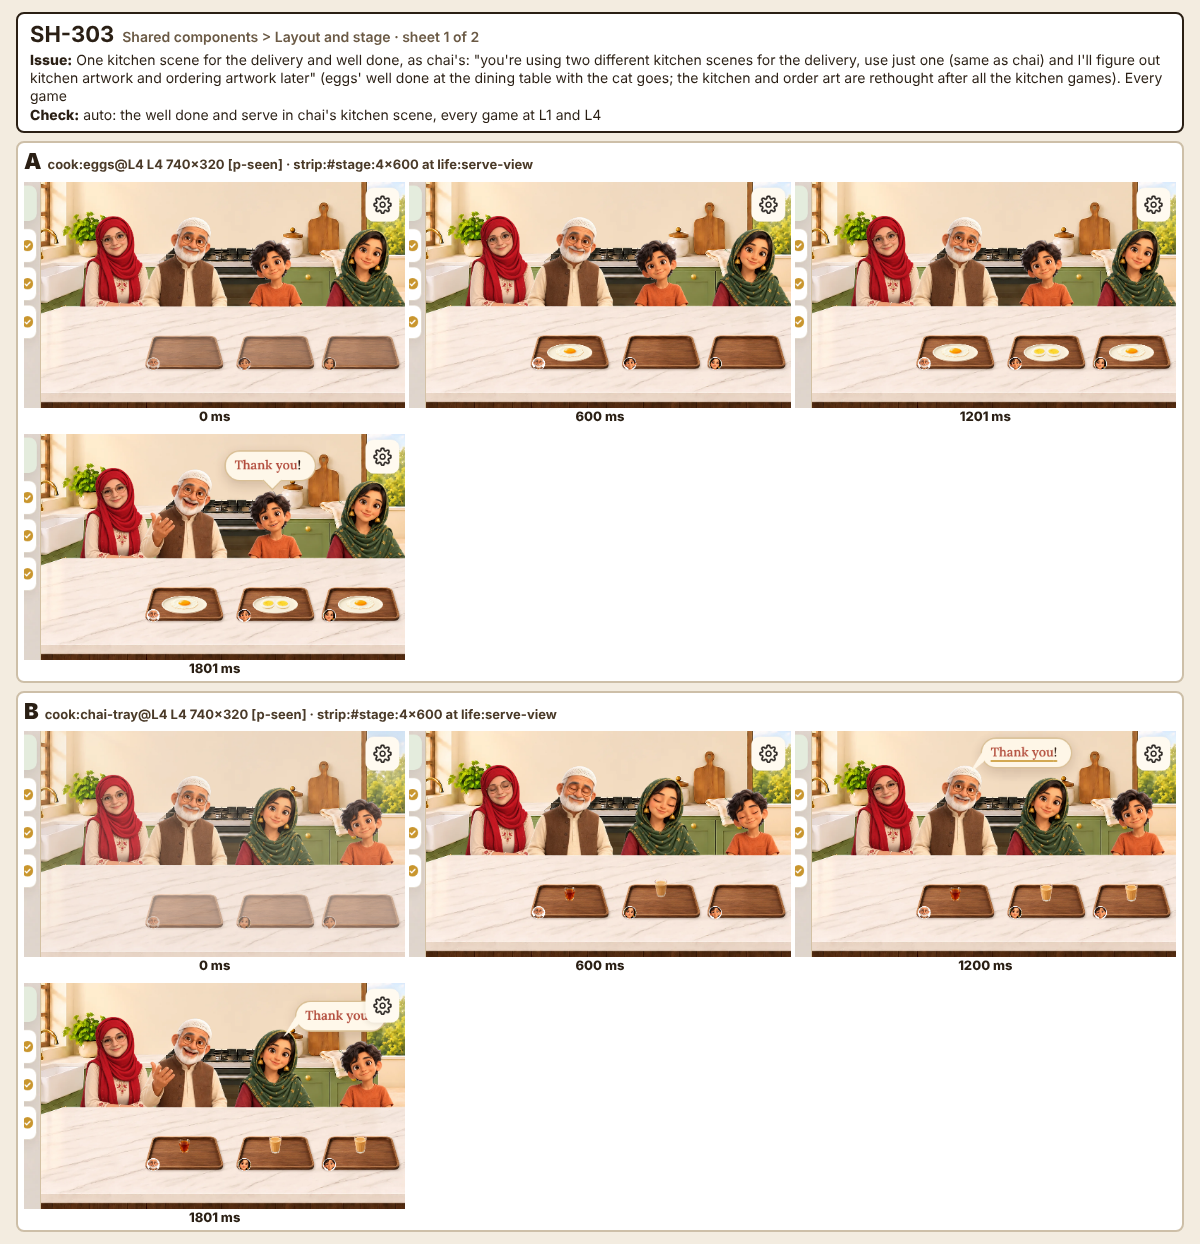 SH-303 Shared components > Layout and stage · sheet 1 of 2
Issue: One kitchen scene for the delivery and well done, as chai's: "you're using two different kitchen scenes for the delivery, use just one (same as chai) and I'll figure out
kitchen artwork and ordering artwork later" (eggs' well done at the dining table with the cat goes; the kitchen and order art are rethought after all the kitchen games). Every
game
Check: auto: the well done and serve in chai's kitchen scene, every game at L1 and L4
A cook:eggs@L4 L4 740×320 [p-seen] · strip:#stage:4×600 at life:serve-view
0 ms
600 ms
1201 ms
Thank you!
1801 ms
B cook:chai-tray@L4 L4 740×320 [p-seen] · strip:#stage:4×600 at life:serve-view
Thank you!
0 ms
600 ms
1200 ms
Thank you
1801 ms